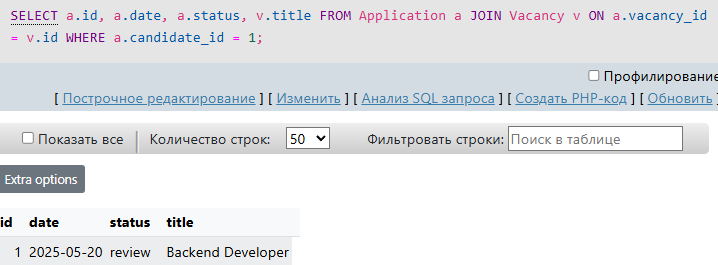 SELECT a.id, a.date, a.status, v.title FROM Application a JOIN Vacancy v ON a.vacancy_id
= v.id WHERE a.candidate_id = 1;
Профилирование
[ Построчное редактирование ] [ Изменить ] [ Анализ SQL запроса ] [ Создать PHP-код ] [ Обновить ]
Показать все Количество строк: 50 Фильтровать строки: Поиск в таблице
Extra options
id date status title
1 2025-05-20 review Backend Developer